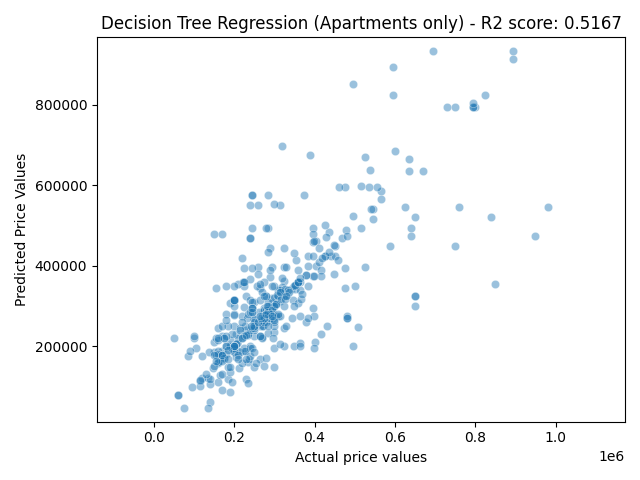 Decision Tree Regression (Apartments only) - R2 score: 0.5167
Predicted Price Values
800000
600000
400000
200000
0.0 0.2 0.4 0.6 0.8 1.0
1e6
Actual price values